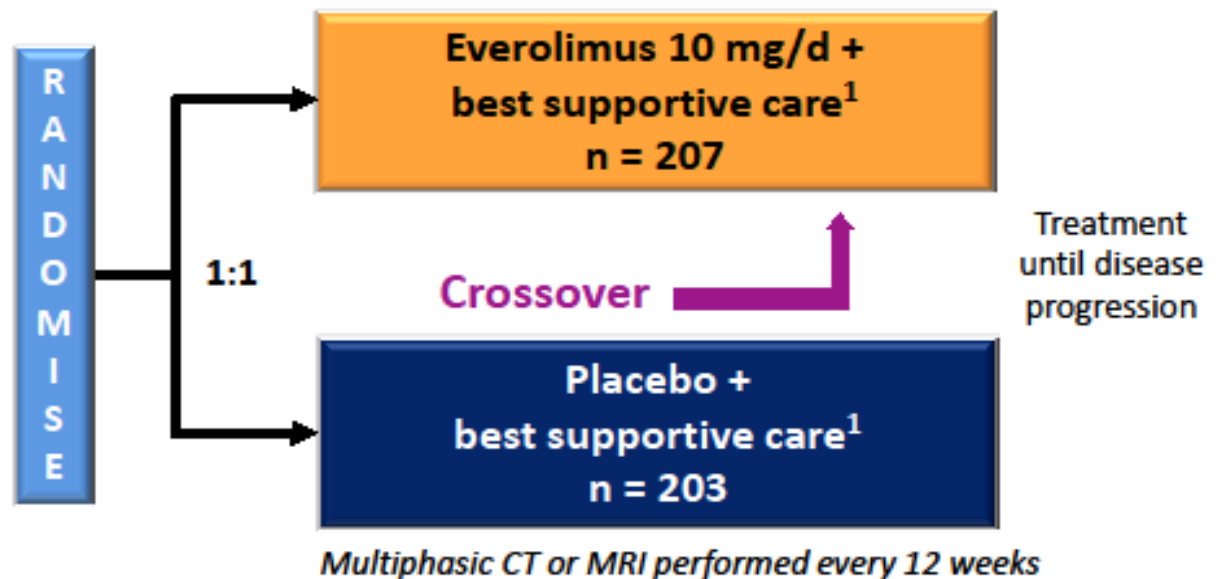 RANDOMISE
Everolimus 10 mg/d +
best supportive care¹
n = 207
1:1
Crossover
Treatment
until disease
progression
Placebo +
best supportive care¹
n = 203
Multiphasic CT or MRI performed every 12 weeks